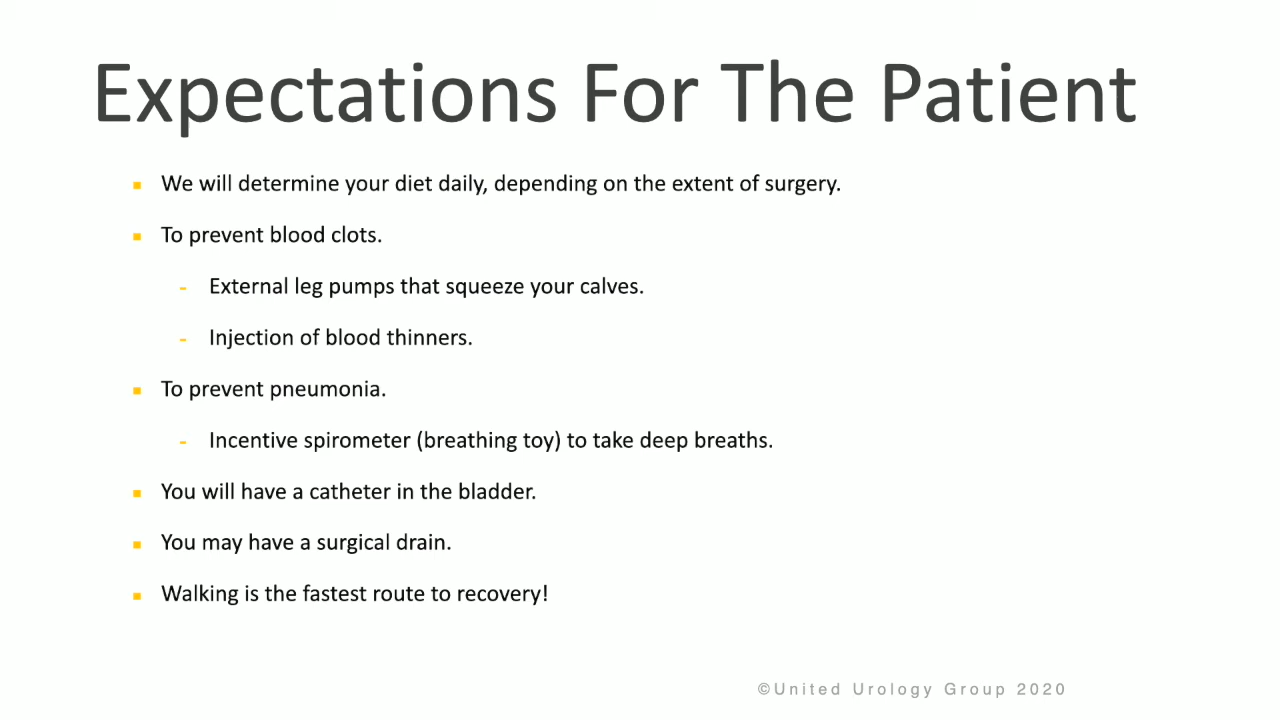 Expectations For The Patient
▪ We will determine your diet daily, depending on the extent of surgery.
▪ To prevent blood clots.
- External leg pumps that squeeze your calves.
- Injection of blood thinners.
▪ To prevent pneumonia.
- Incentive spirometer (breathing toy) to take deep breaths.
▪ You will have a catheter in the bladder.
▪ You may have a surgical drain.
▪ Walking is the fastest route to recovery!
©United Urology Group 2020